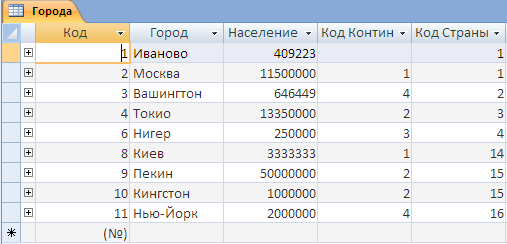 Города
Код Город Население Код Контин Код Страны
1 Иваново 409223 1
2 Москва 11500000 1 1
3 Вашингтон 646449 4 2
4 Токио 13350000 2 3
6 Нигер 250000 3 4
8 Киев 3333333 1 14
9 Пекин 50000000 2 15
10 Кингстон 1000000 2 15
11 Нью-Йорк 2000000 4 16
(№)